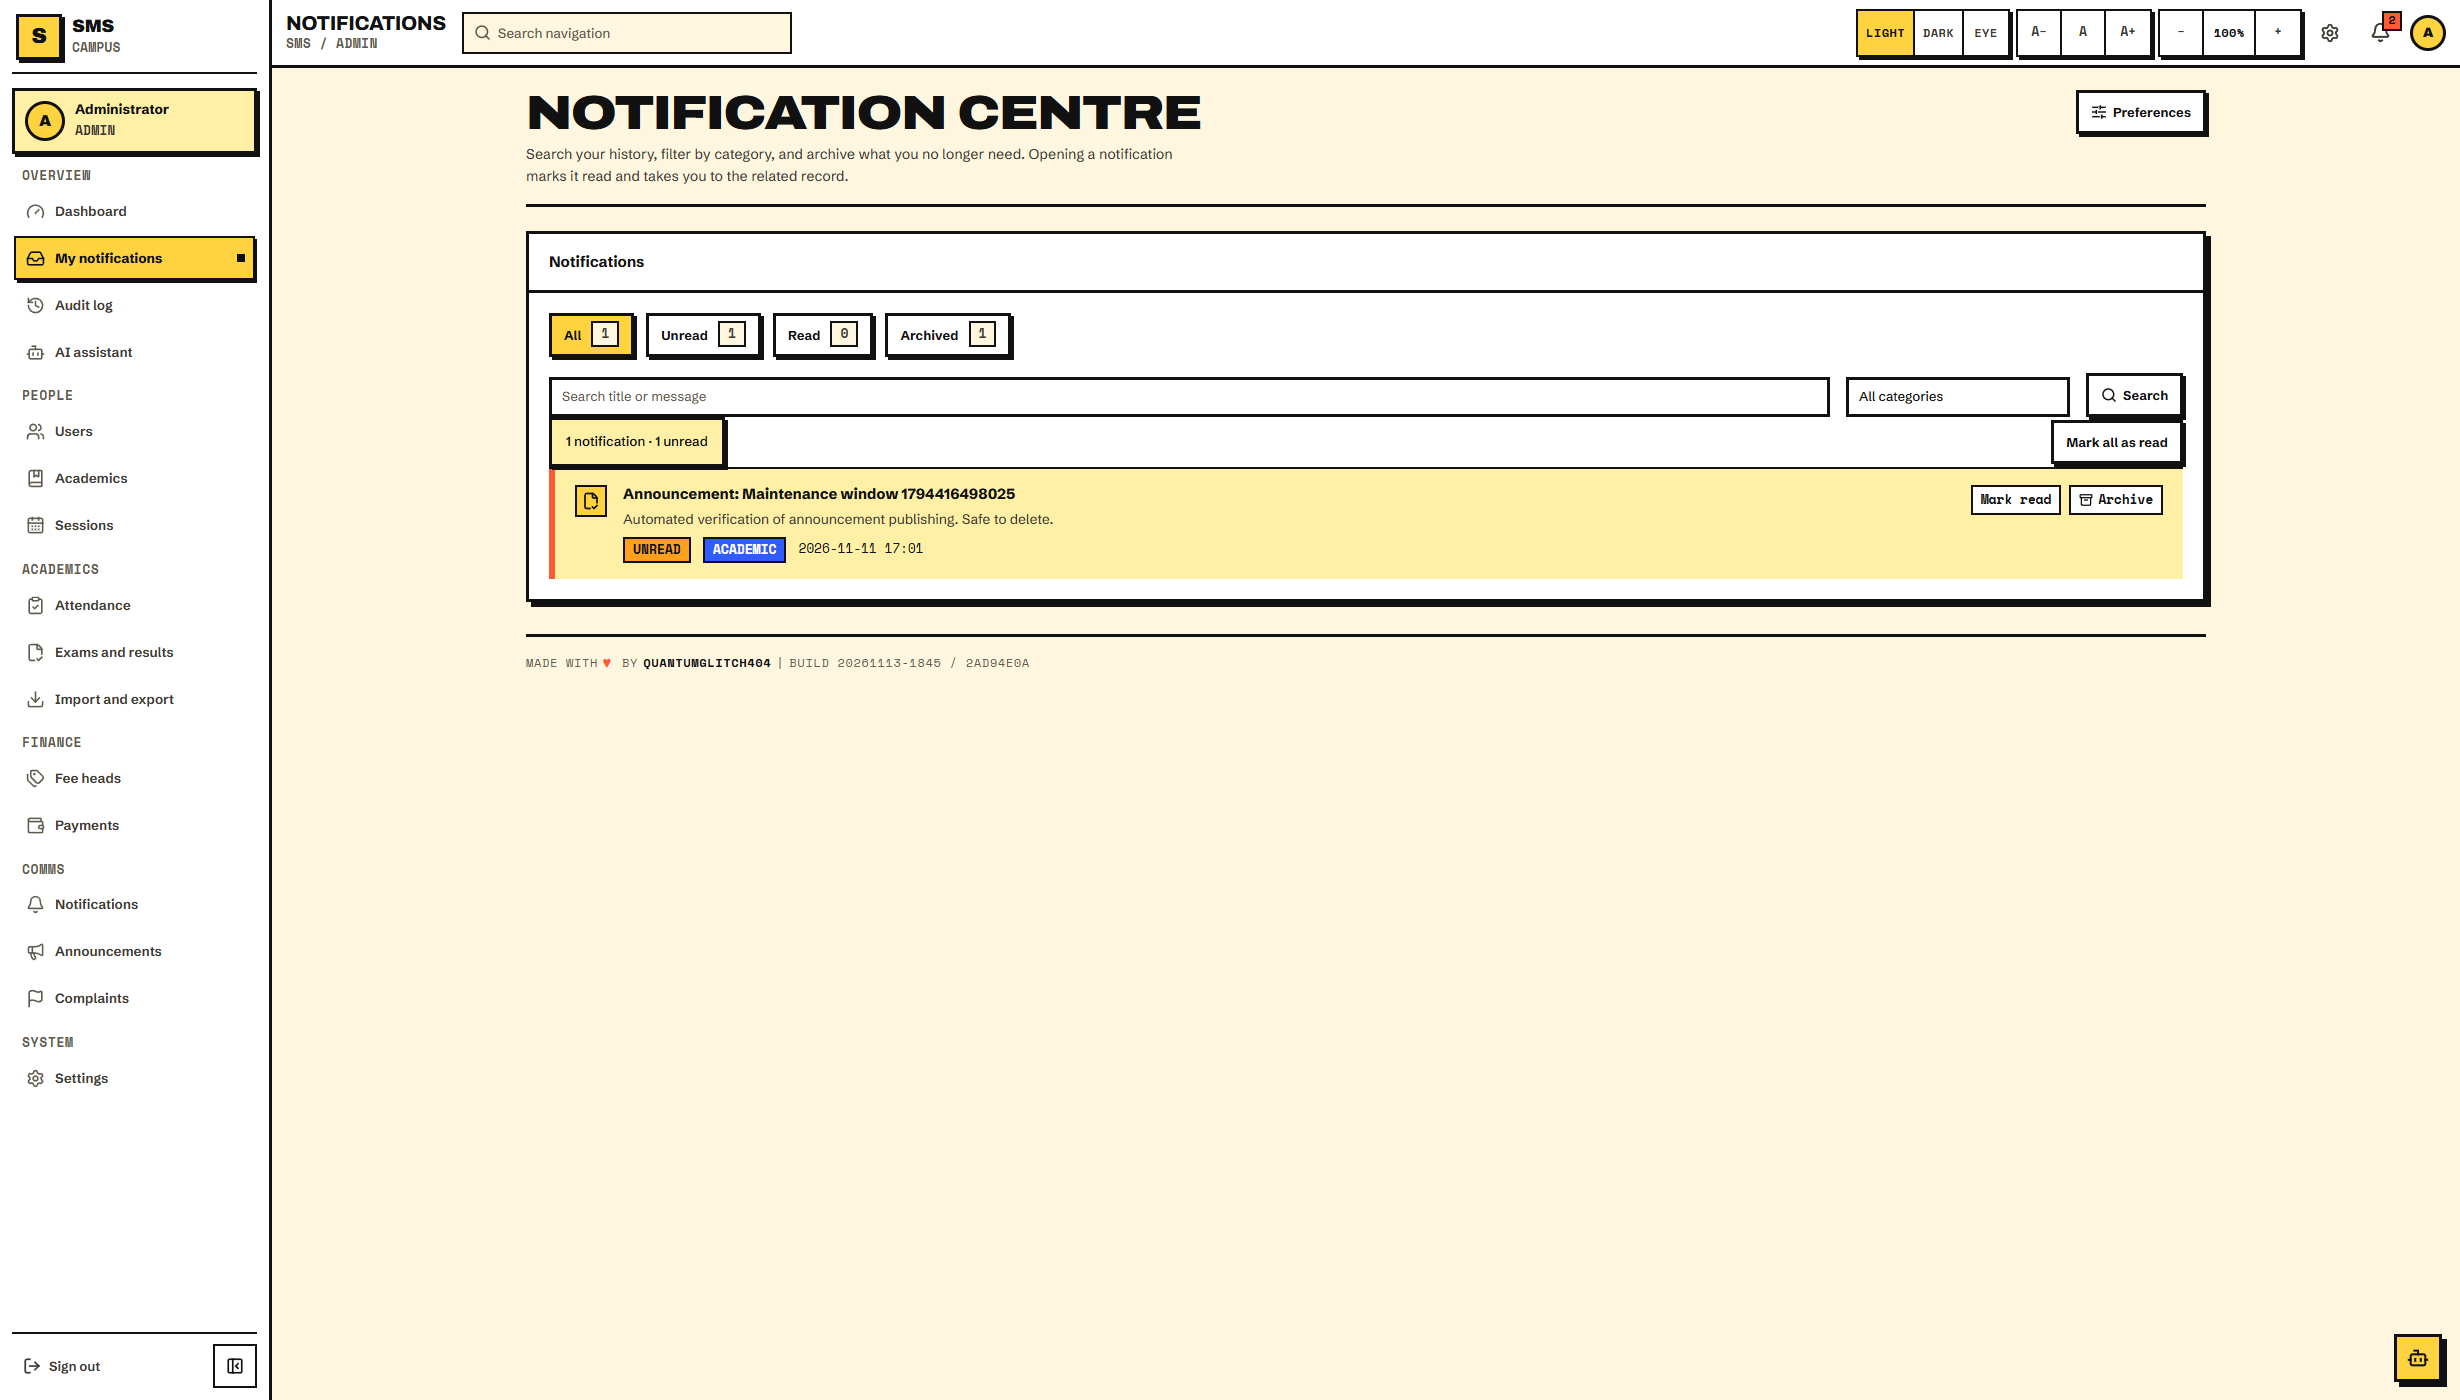 S
SMS
CAMPUS
A
Administrator
ADMIN
OVERVIEW
Dashboard
My notifications
Audit log
AI assistant
PEOPLE
Users
Academics
Sessions
ACADEMICS
Attendance
Exams and results
Import and export
FINANCE
Fee heads
Payments
COMMS
Notifications
Announcements
Complaints
SYSTEM
Settings
Sign out
NOTIFICATIONS
SMS / ADMIN
Search navigation
LIGHT DARK EYE A- A A+ - 100% + 2 A
NOTIFICATION CENTRE
Preferences
Search your history, filter by category, and archive what you no longer need. Opening a notification
marks it read and takes you to the related record.
Notifications
All 1 Unread 1 Read 0 Archived 1
Search title or message All categories Search
1 notification · 1 unread Mark all as read
Announcement: Maintenance window 1794416498025
Mark read Archive
Automated verification of announcement publishing. Safe to delete.
UNREAD ACADEMIC 2026-11-11 17:01
MADE WITH ♥ BY QUANTUMGLITCH404 | BUILD 20261113-1845 / 2AD94E0A